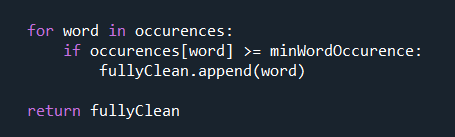 for word in occurences:
    if occurences[word] >= minWordOccurence:
        fullyClean.append(word)
return fullyClean